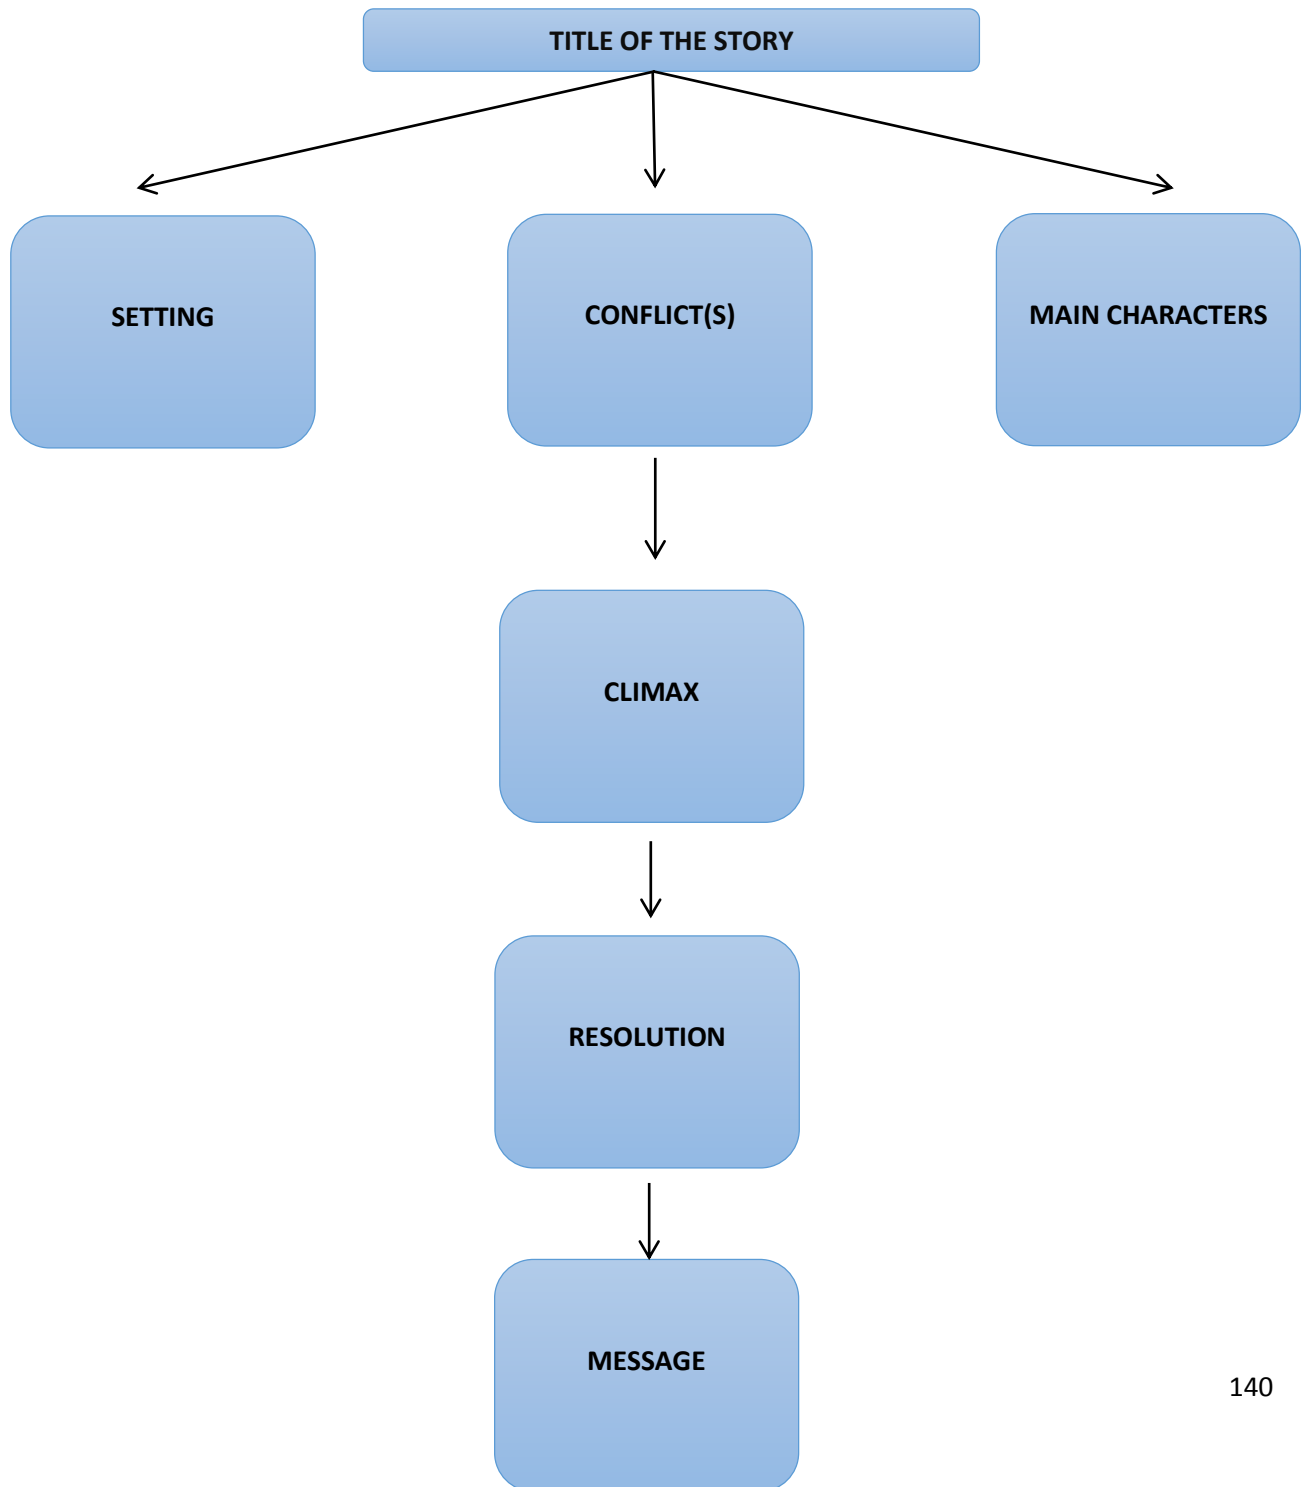 TITLE OF THE STORY
SETTING
CONFLICT(S)
MAIN CHARACTERS
CLIMAX
RESOLUTION
MESSAGE
140